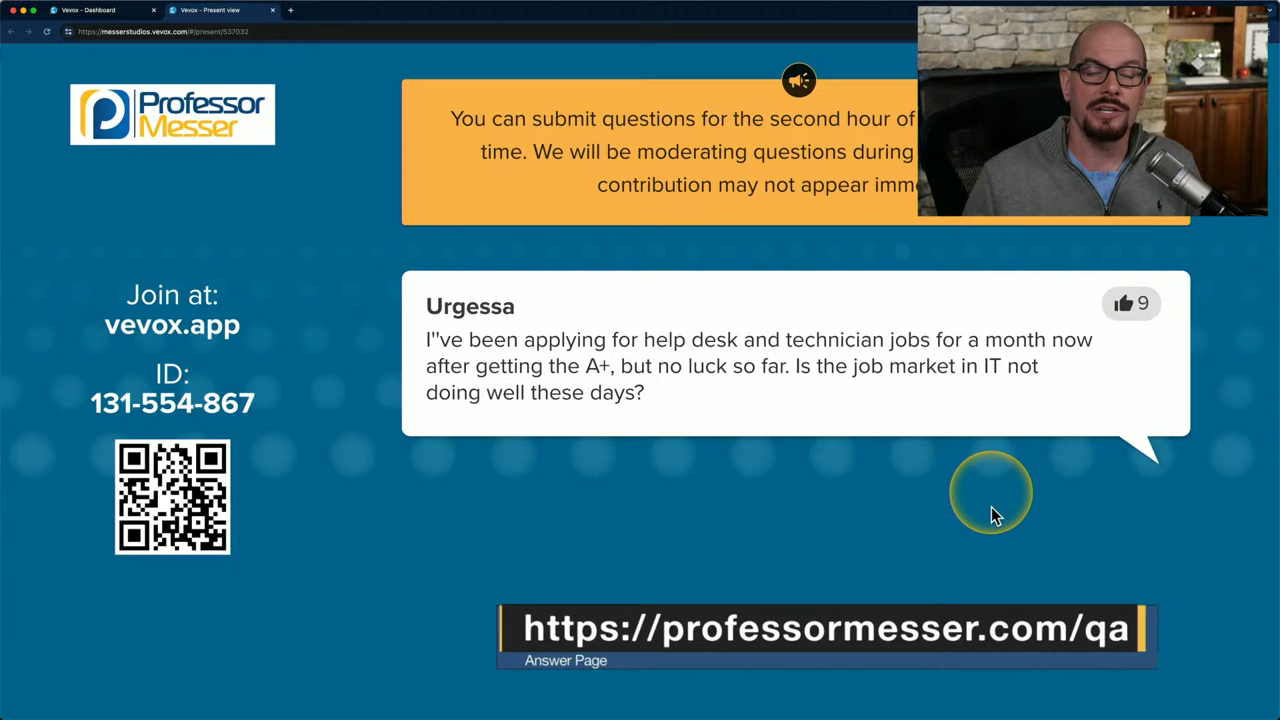 Vevox - Dashboard
Vevox - Present view
https://messerstudios.vevox.com/#/present/537032
Professor
Messer
You can submit questions for the second hour of
time. We will be moderating questions during
contribution may not appear imme
Join at:
vevox.app
ID:
131-554-867
Urgessa
9
I''ve been applying for help desk and technician jobs for a month now
after getting the A+, but no luck so far. Is the job market in IT not
doing well these days?
https://professormesser.com/qa
Answer Page